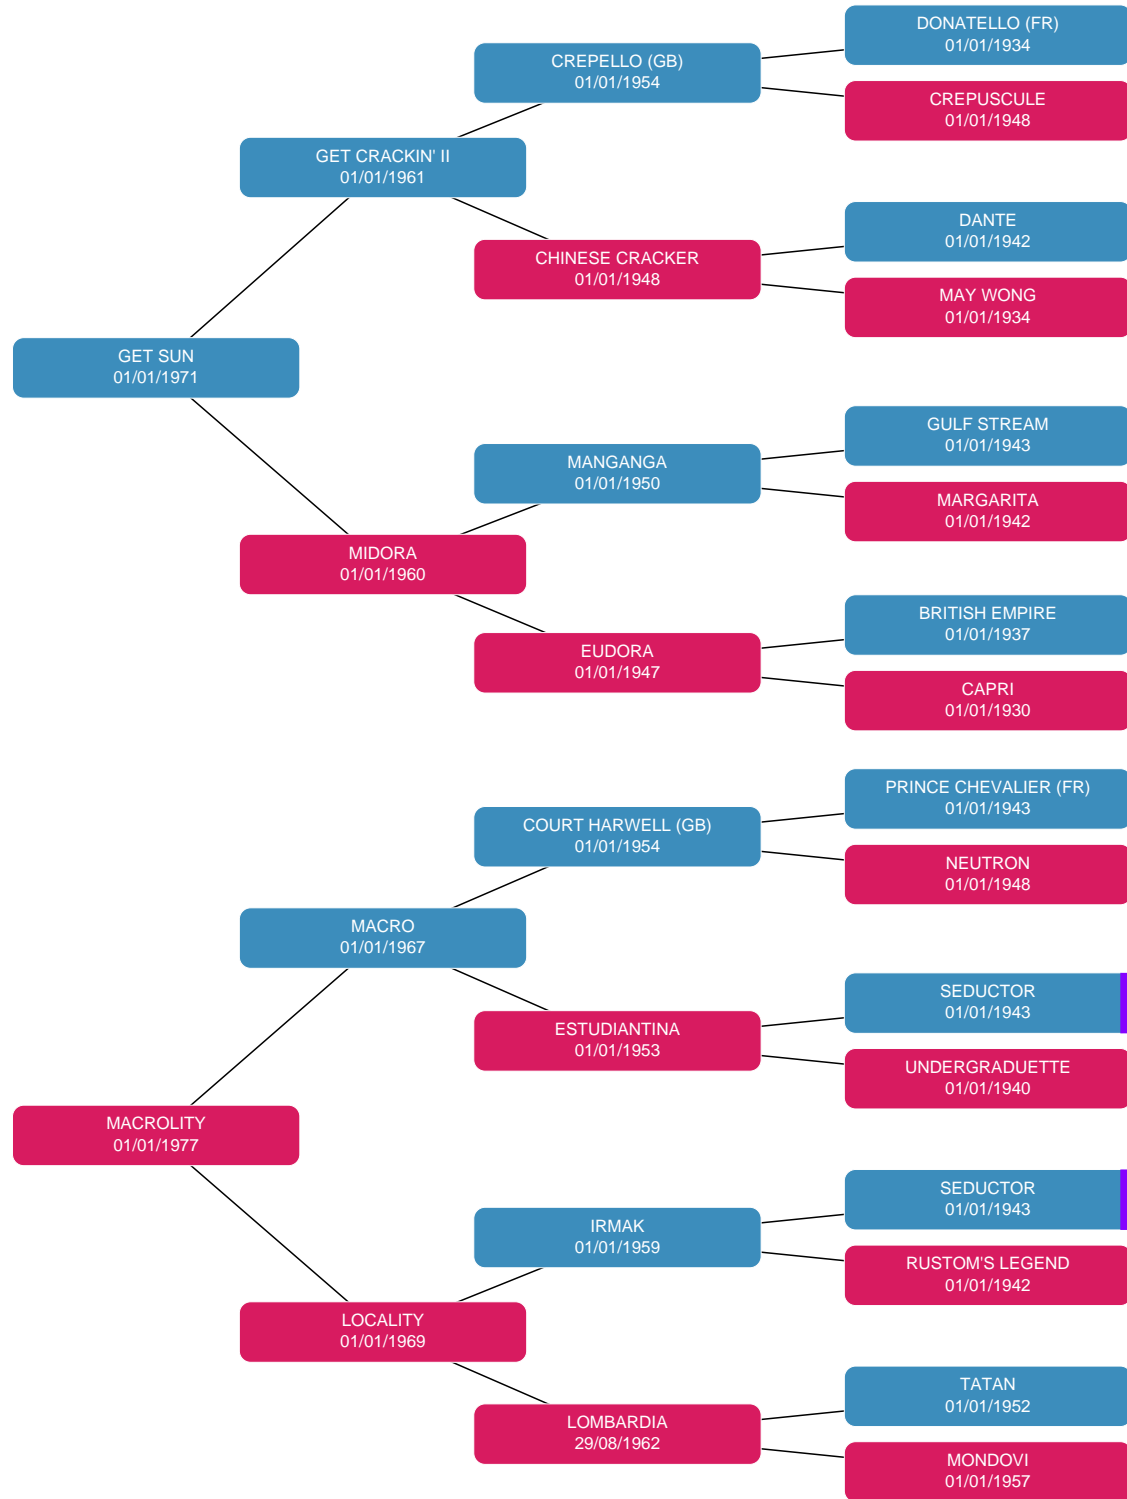 DONATELLO (FR)
01/01/1934
CREPELLO (GB)
01/01/1954
CREPUSCULE
01/01/1948
GET CRACKIN' II
01/01/1961
DANTE
01/01/1942
CHINESE CRACKER
01/01/1948
MAY WONG
01/01/1934
GET SUN
01/01/1971
GULF STREAM
01/01/1943
MANGANGA
01/01/1950
MARGARITA
01/01/1942
MIDORA
01/01/1960
BRITISH EMPIRE
01/01/1937
EUDORA
01/01/1947
CAPRI
01/01/1930
PRINCE CHEVALIER (FR)
01/01/1943
COURT HARWELL (GB)
01/01/1954
NEUTRON
01/01/1948
MACRO
01/01/1967
SEDUCTOR
01/01/1943
ESTUDIANTINA
01/01/1953
UNDERGRADUETTE
01/01/1940
MACROLITY
01/01/1977
SEDUCTOR
01/01/1943
IRMAK
01/01/1959
RUSTOM'S LEGEND
01/01/1942
LOCALITY
01/01/1969
TATAN
01/01/1952
LOMBARDIA
29/08/1962
MONDOVI
01/01/1957